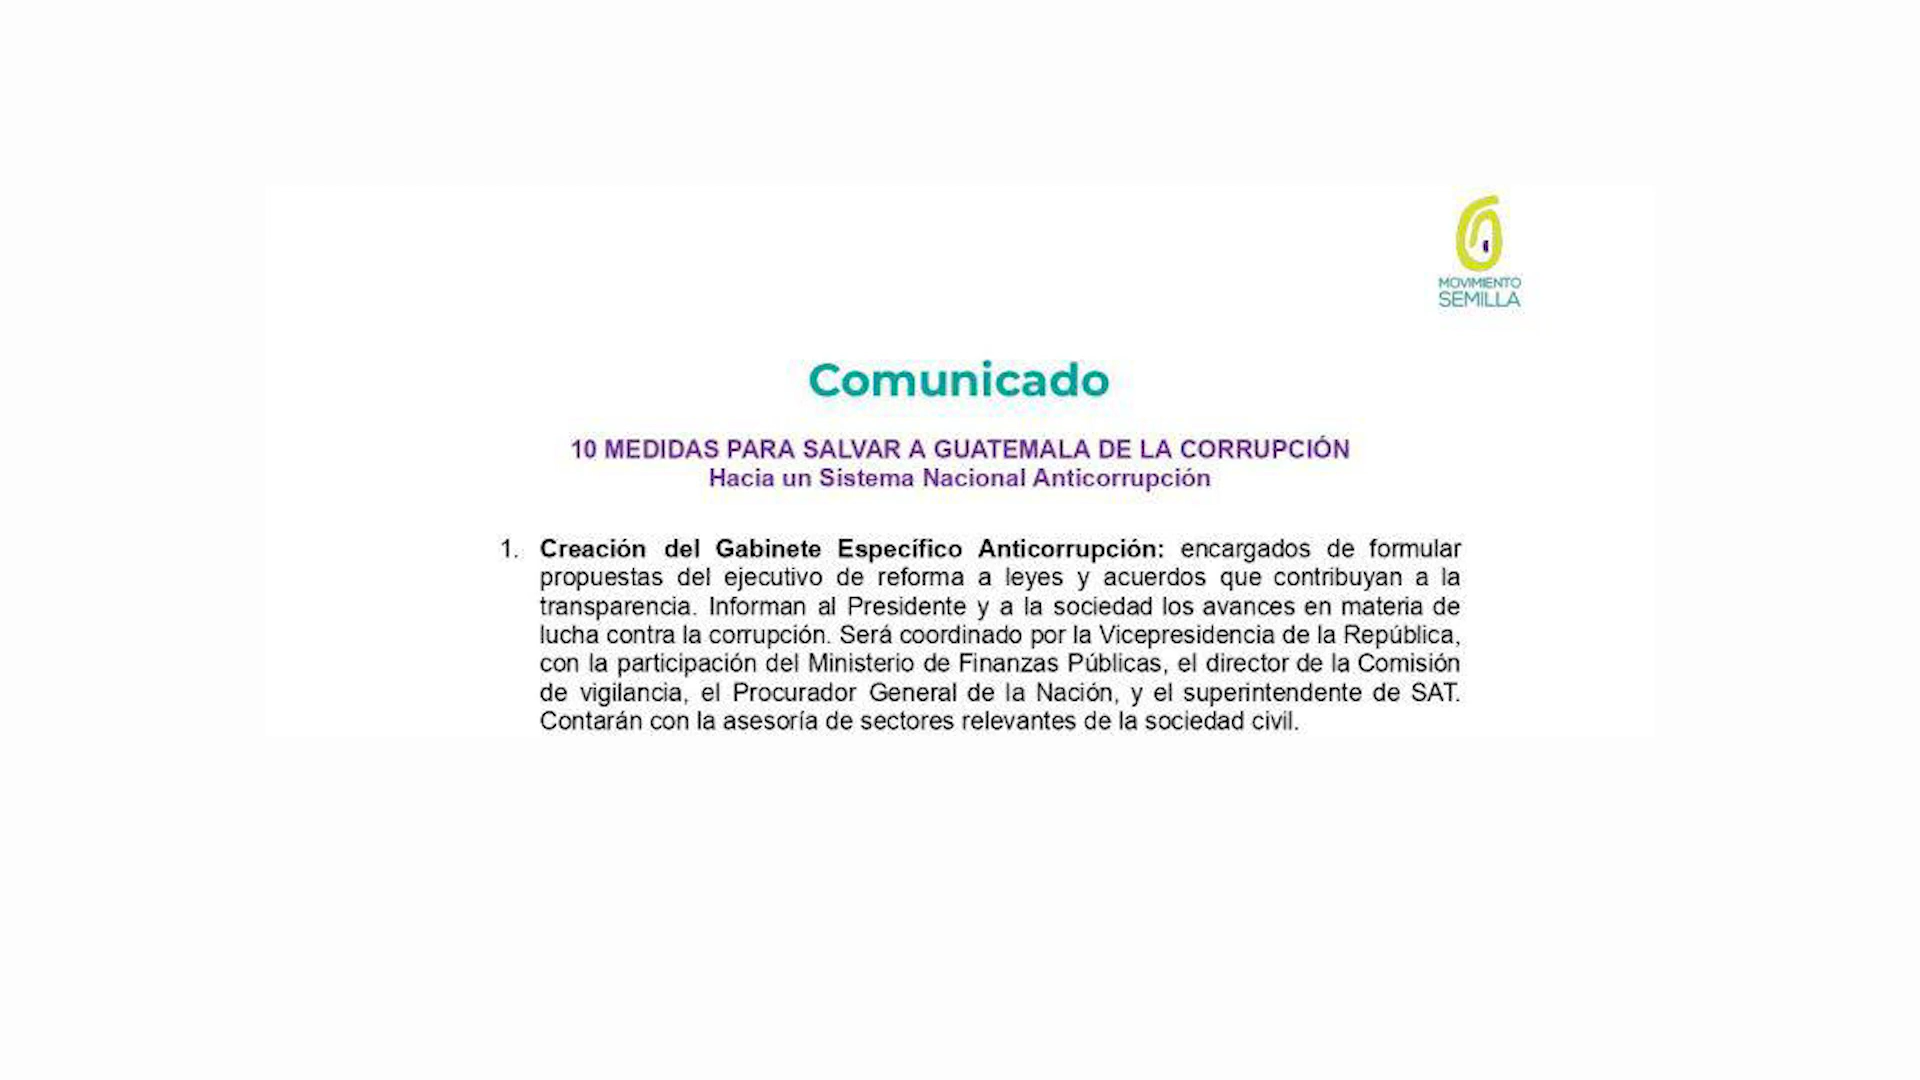 MOVIMIENTO
SEMILLA
Comunicado
10 MEDIDAS PARA SALVAR A GUATEMALA DE LA CORRUPCIÓN
Hacia un Sistema Nacional Anticorrupción
1. Creación del Gabinete Específico Anticorrupción: encargados de formular
propuestas del ejecutivo de reforma a leyes y acuerdos que contribuyan a la
transparencia. Informan al Presidente y a la sociedad los avances en materia de
lucha contra la corrupción. Será coordinado por la Vicepresidencia de la República,
con la participación del Ministerio de Finanzas Públicas, el director de la Comisión
de vigilancia, el Procurador General de la Nación, y el superintendente de SAT.
Contarán con la asesoría de sectores relevantes de la sociedad civil.